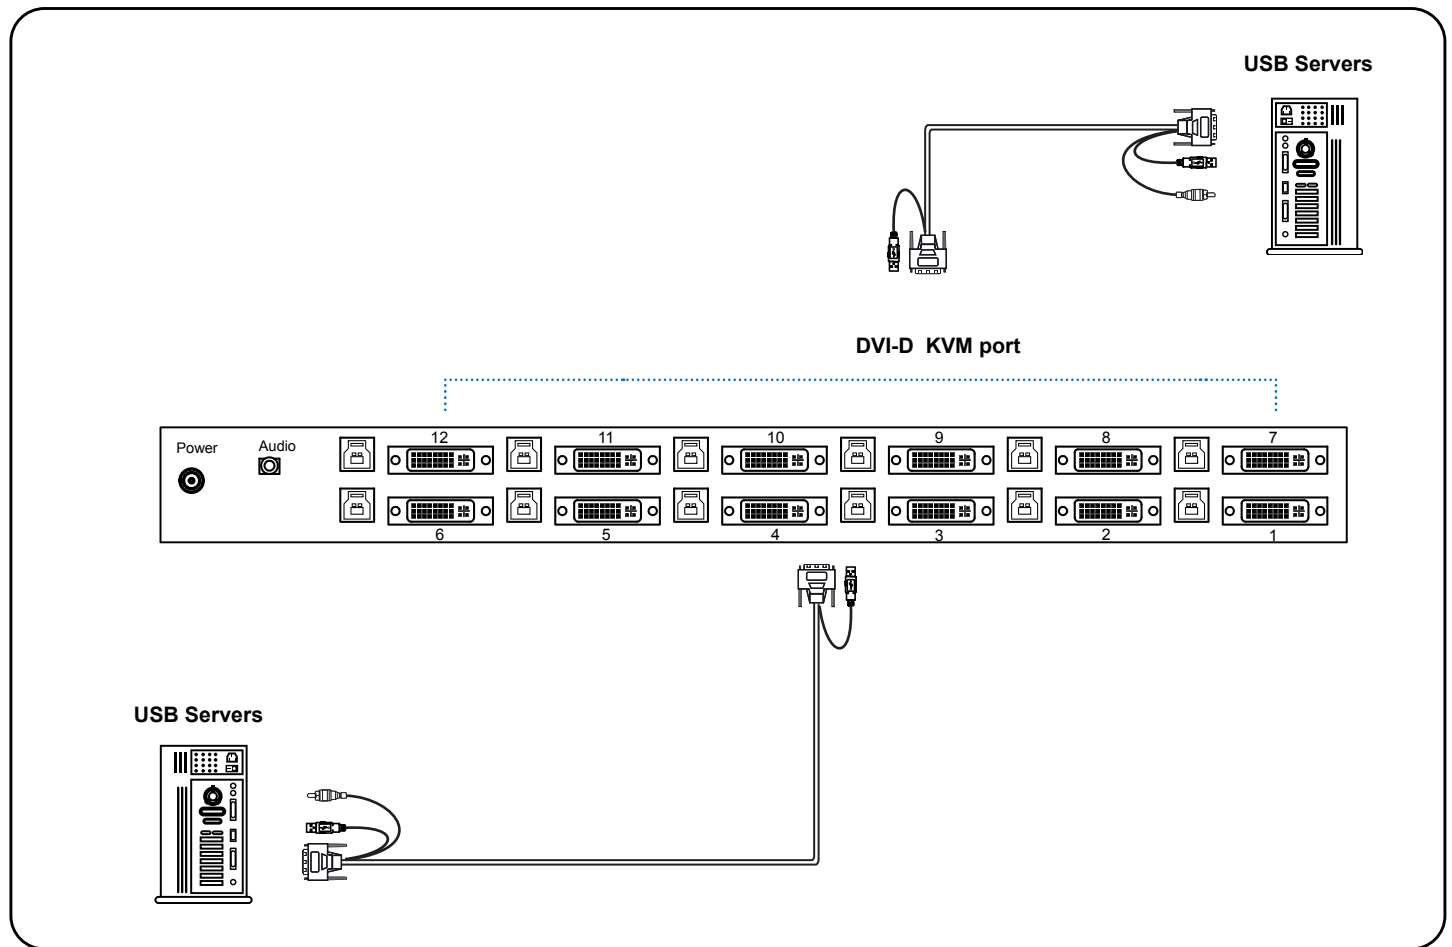 USB Servers
DVI-D KVM port
Power
Audio
12 11 10 9 8 7
6 5 4 3 2 1
USB Servers